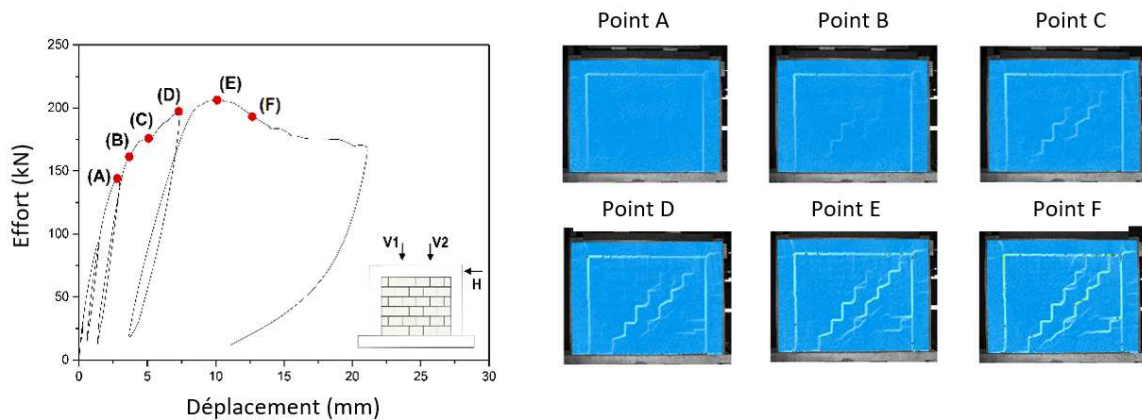 Point A
Point B
Point C
Effort (kN)
250
200
150
100
50
0
(A)
(B)
(C)
(D)
(E)
(F)
V1
V2
H
0
5
10
15
20
25
30
Déplacement (mm)
Point D
Point E
Point F